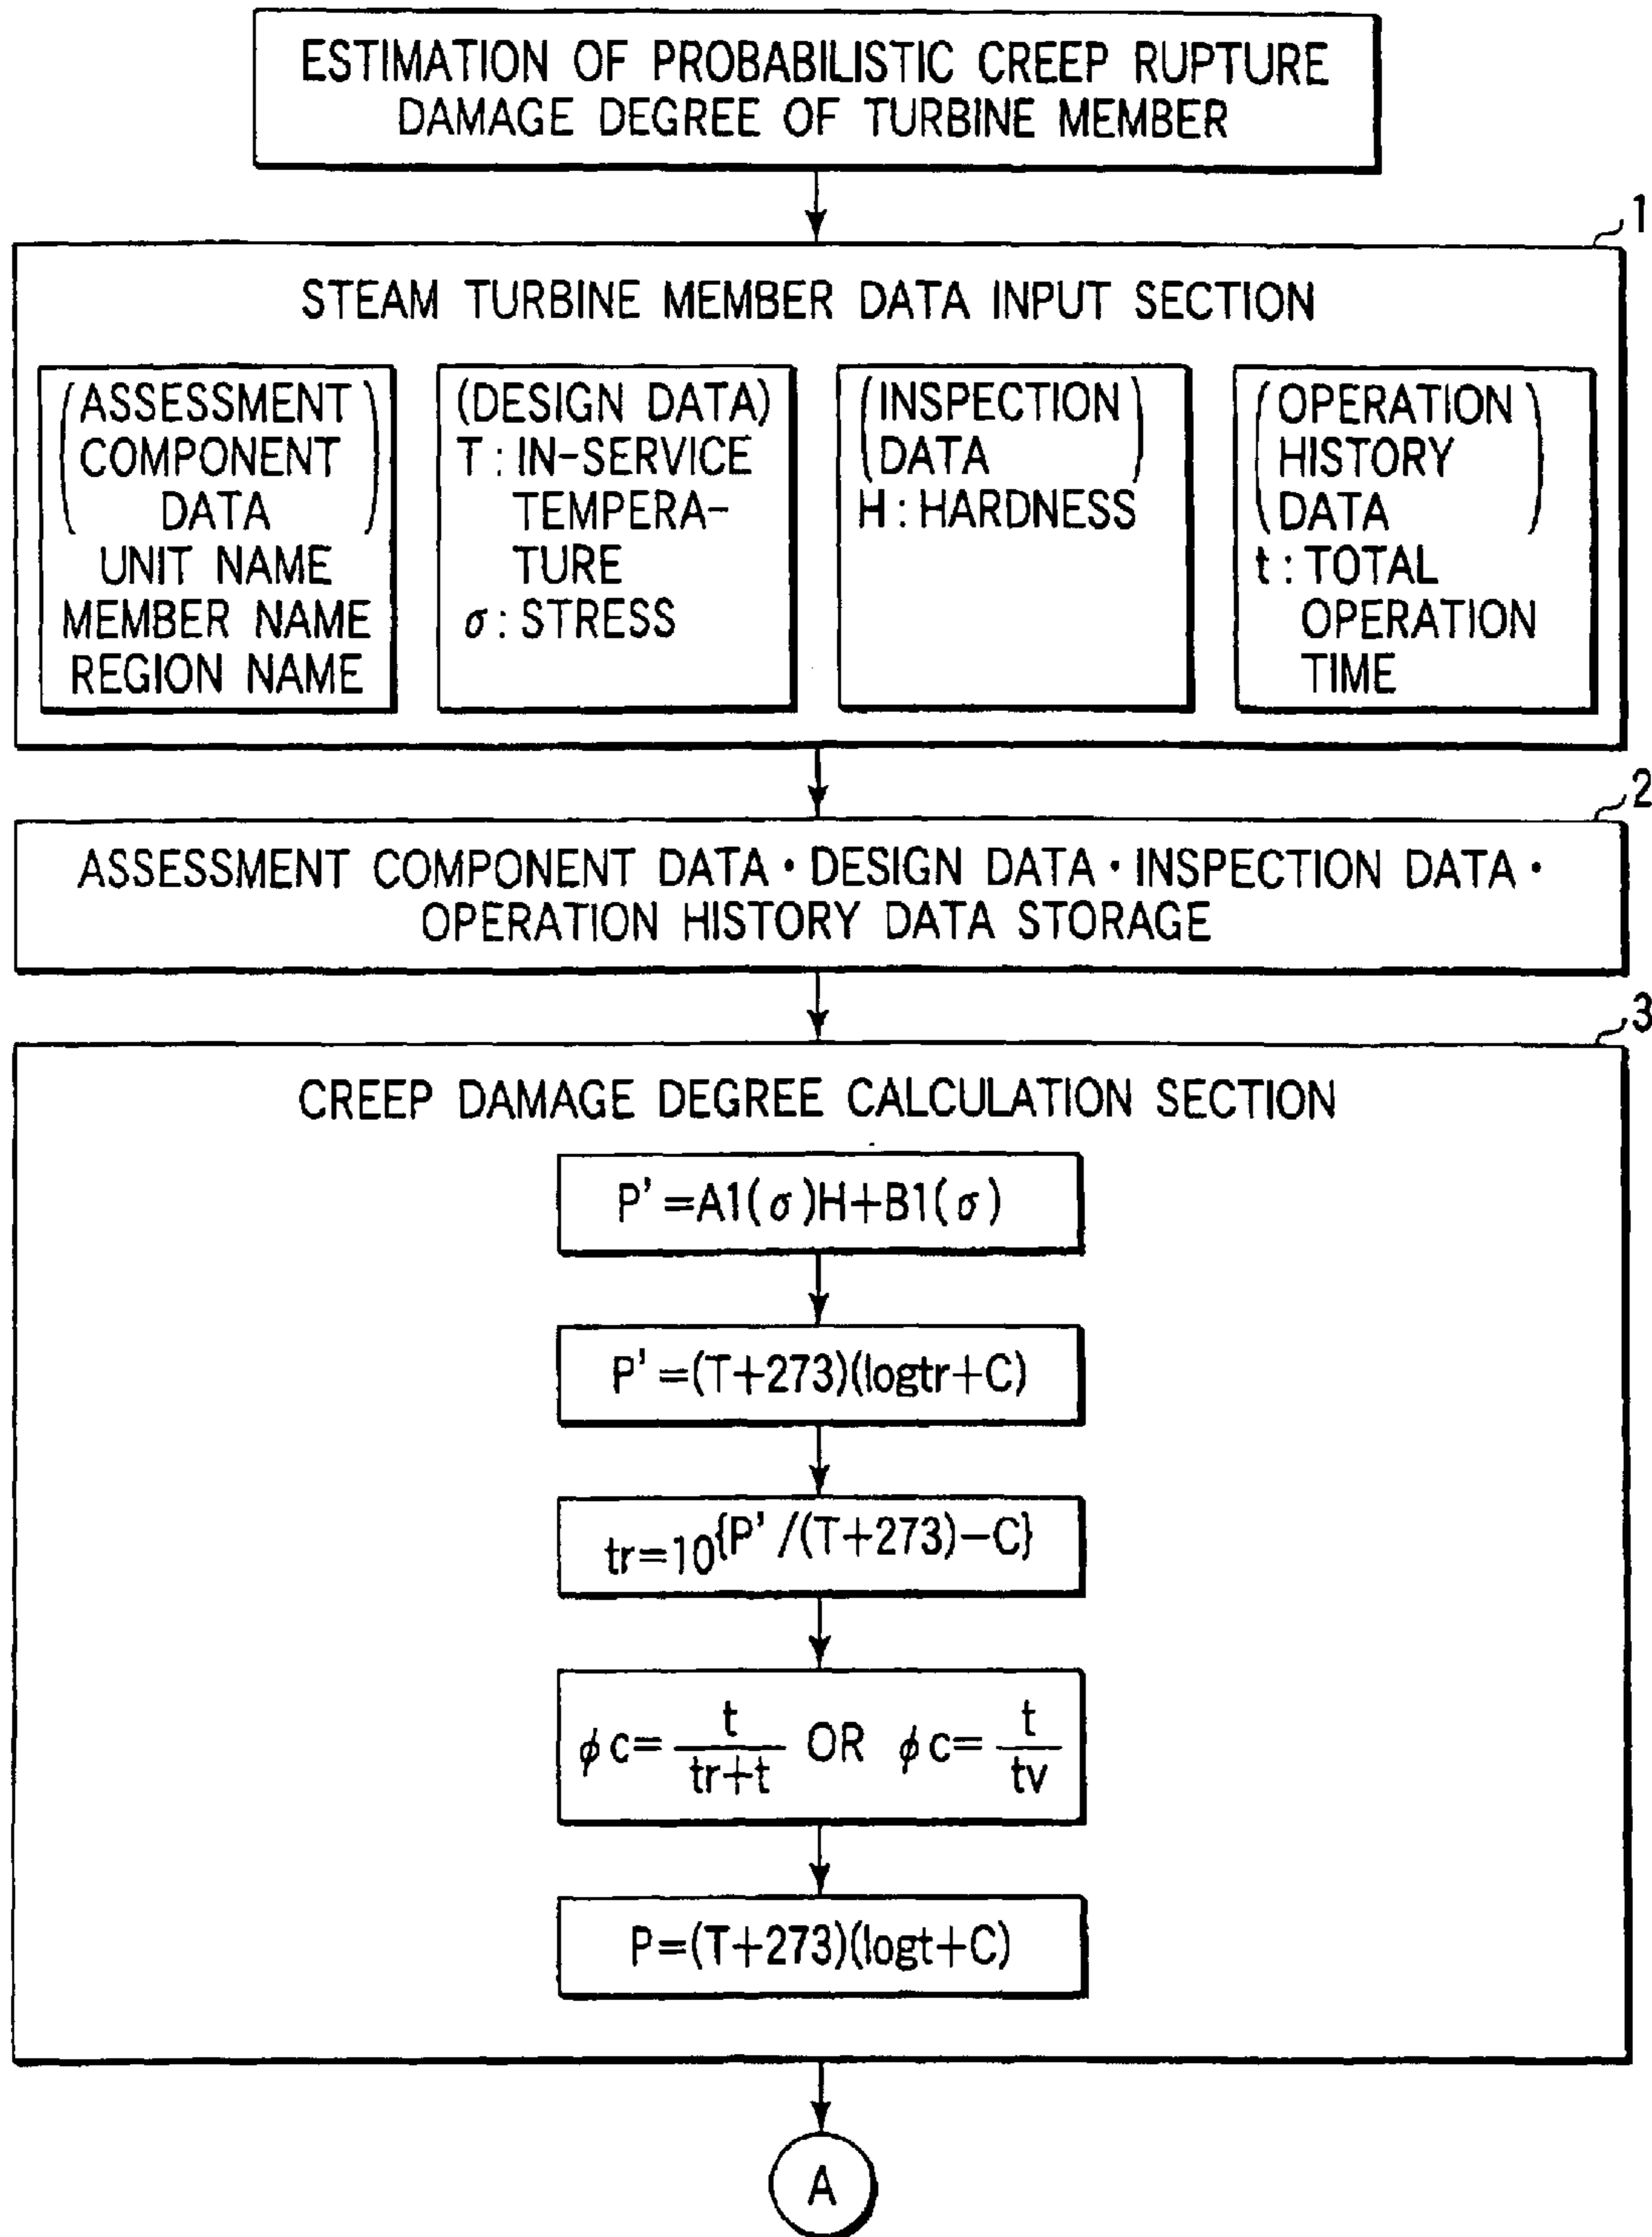 ESTIMATION OF PROBABILISTIC CREEP RUPTURE
DAMAGE DEGREE OF TURBINE MEMBER
1
STEAM TURBINE MEMBER DATA INPUT SECTION
(ASSESSMENT
COMPONENT
DATA)
UNIT NAME
MEMBER NAME
REGION NAME
(DESIGN DATA)
T : IN-SERVICE
TEMPERA-
TURE
σ : STRESS
(INSPECTION
DATA)
H : HARDNESS
(OPERATION
HISTORY
DATA)
t : TOTAL
OPERATION
TIME
2
ASSESSMENT COMPONENT DATA · DESIGN DATA · INSPECTION DATA ·
OPERATION HISTORY DATA STORAGE
3
CREEP DAMAGE DEGREE CALCULATION SECTION
P'=A1(σ)H+B1(σ)
P'=(T+273)(logtr+C)
tr=10^{P'/(T+273)-C}
φc=t/(tr+t) OR φc=t/tv
P=(T+273)(logt+C)
A